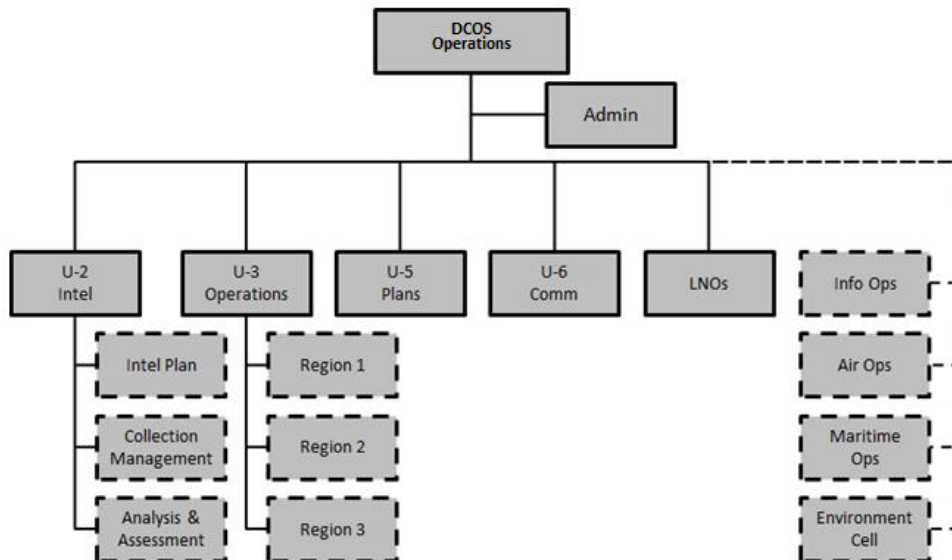 DCOS
Operations
Admin
U-2
Intel
U-3
Operations
U-5
Plans
U-6
Comm
LNOs
Info Ops
Intel Plan
Region 1
Air Ops
Collection
Management
Region 2
Maritime
Ops
Analysis &
Assessment
Region 3
Environment
Cell